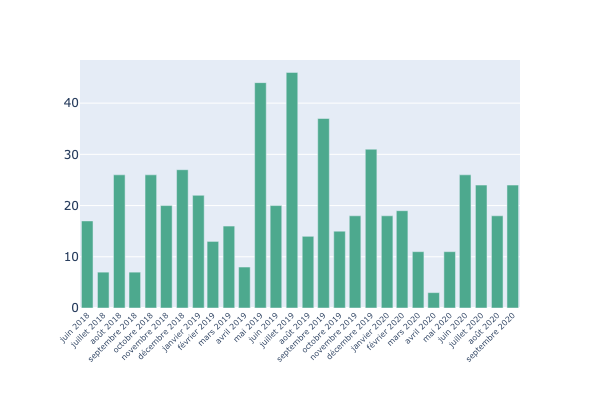 40
30
20
10
0
juin 2018
juillet 2018
août 2018
septembre 2018
octobre 2018
novembre 2018
décembre 2018
janvier 2019
février 2019
mars 2019
avril 2019
mai 2019
juin 2019
juillet 2019
août 2019
septembre 2019
octobre 2019
novembre 2019
décembre 2019
janvier 2020
février 2020
mars 2020
avril 2020
mai 2020
juin 2020
juillet 2020
août 2020
septembre 2020